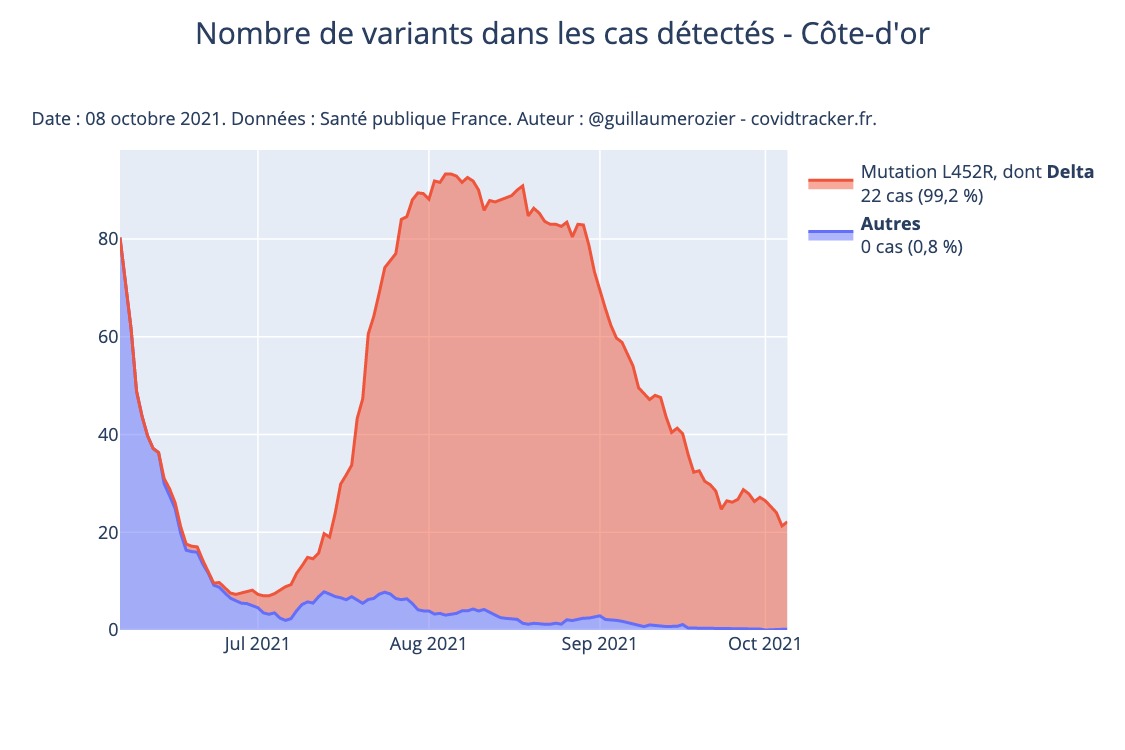 Nombre de variants dans les cas détectés - Côte-d'or
Date : 08 octobre 2021. Données : Santé publique France. Auteur : @guillaumerozier - covidtracker.fr.
Mutation L452R, dont Delta
22 cas (99,2 %)
Autres
0 cas (0,8 %)
80
60
40
20
0
Jul 2021 Aug 2021 Sep 2021 Oct 2021